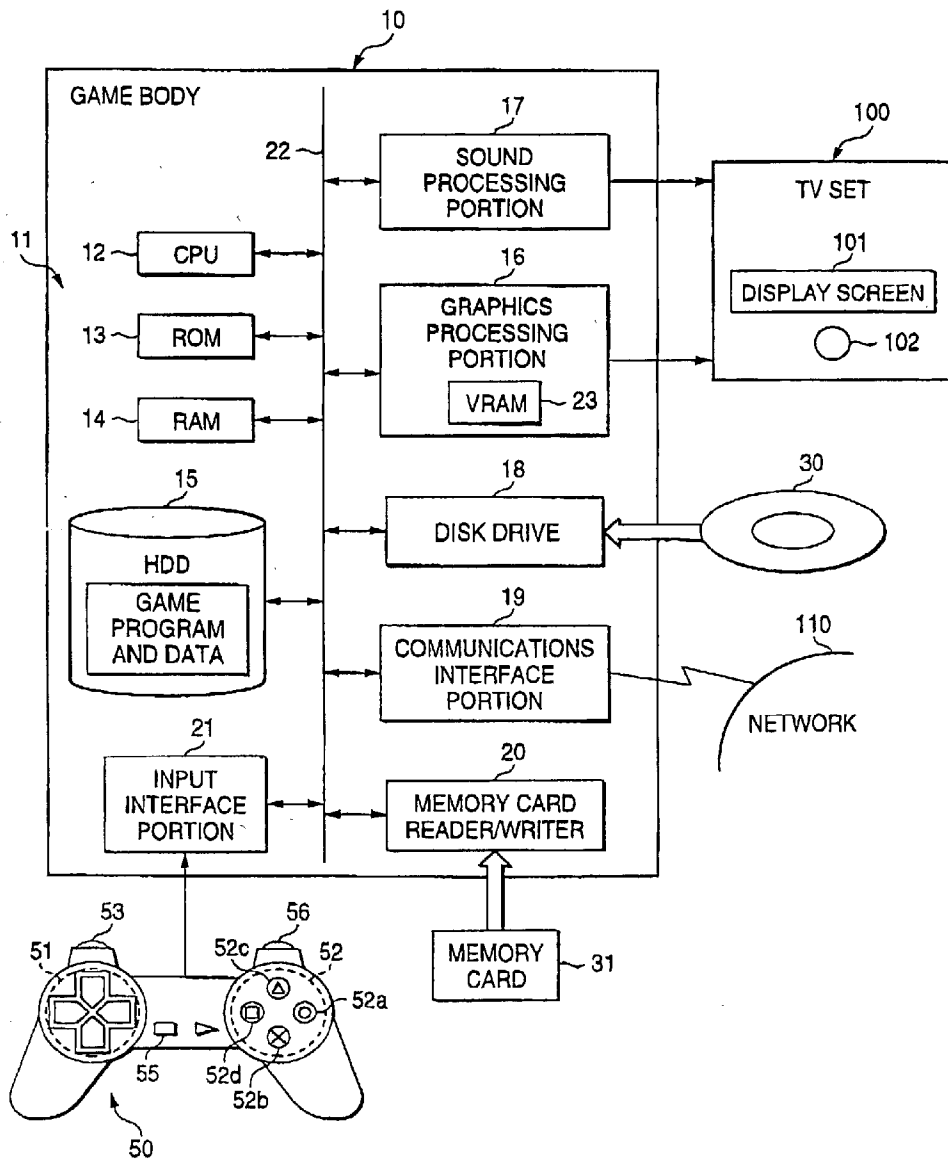 10
GAME BODY
22
17
SOUND
PROCESSING
PORTION
100
TV SET
11
12
CPU
16
GRAPHICS
PROCESSING
PORTION
VRAM
23
101
DISPLAY SCREEN
102
13
ROM
14
RAM
15
HDD
GAME
PROGRAM
AND DATA
18
DISK DRIVE
30
19
COMMUNICATIONS
INTERFACE
PORTION
110
NETWORK
21
INPUT
INTERFACE
PORTION
20
MEMORY CARD
READER/WRITER
MEMORY
CARD
31
53
51
56
52c
52
52a
55
52d
52b
50